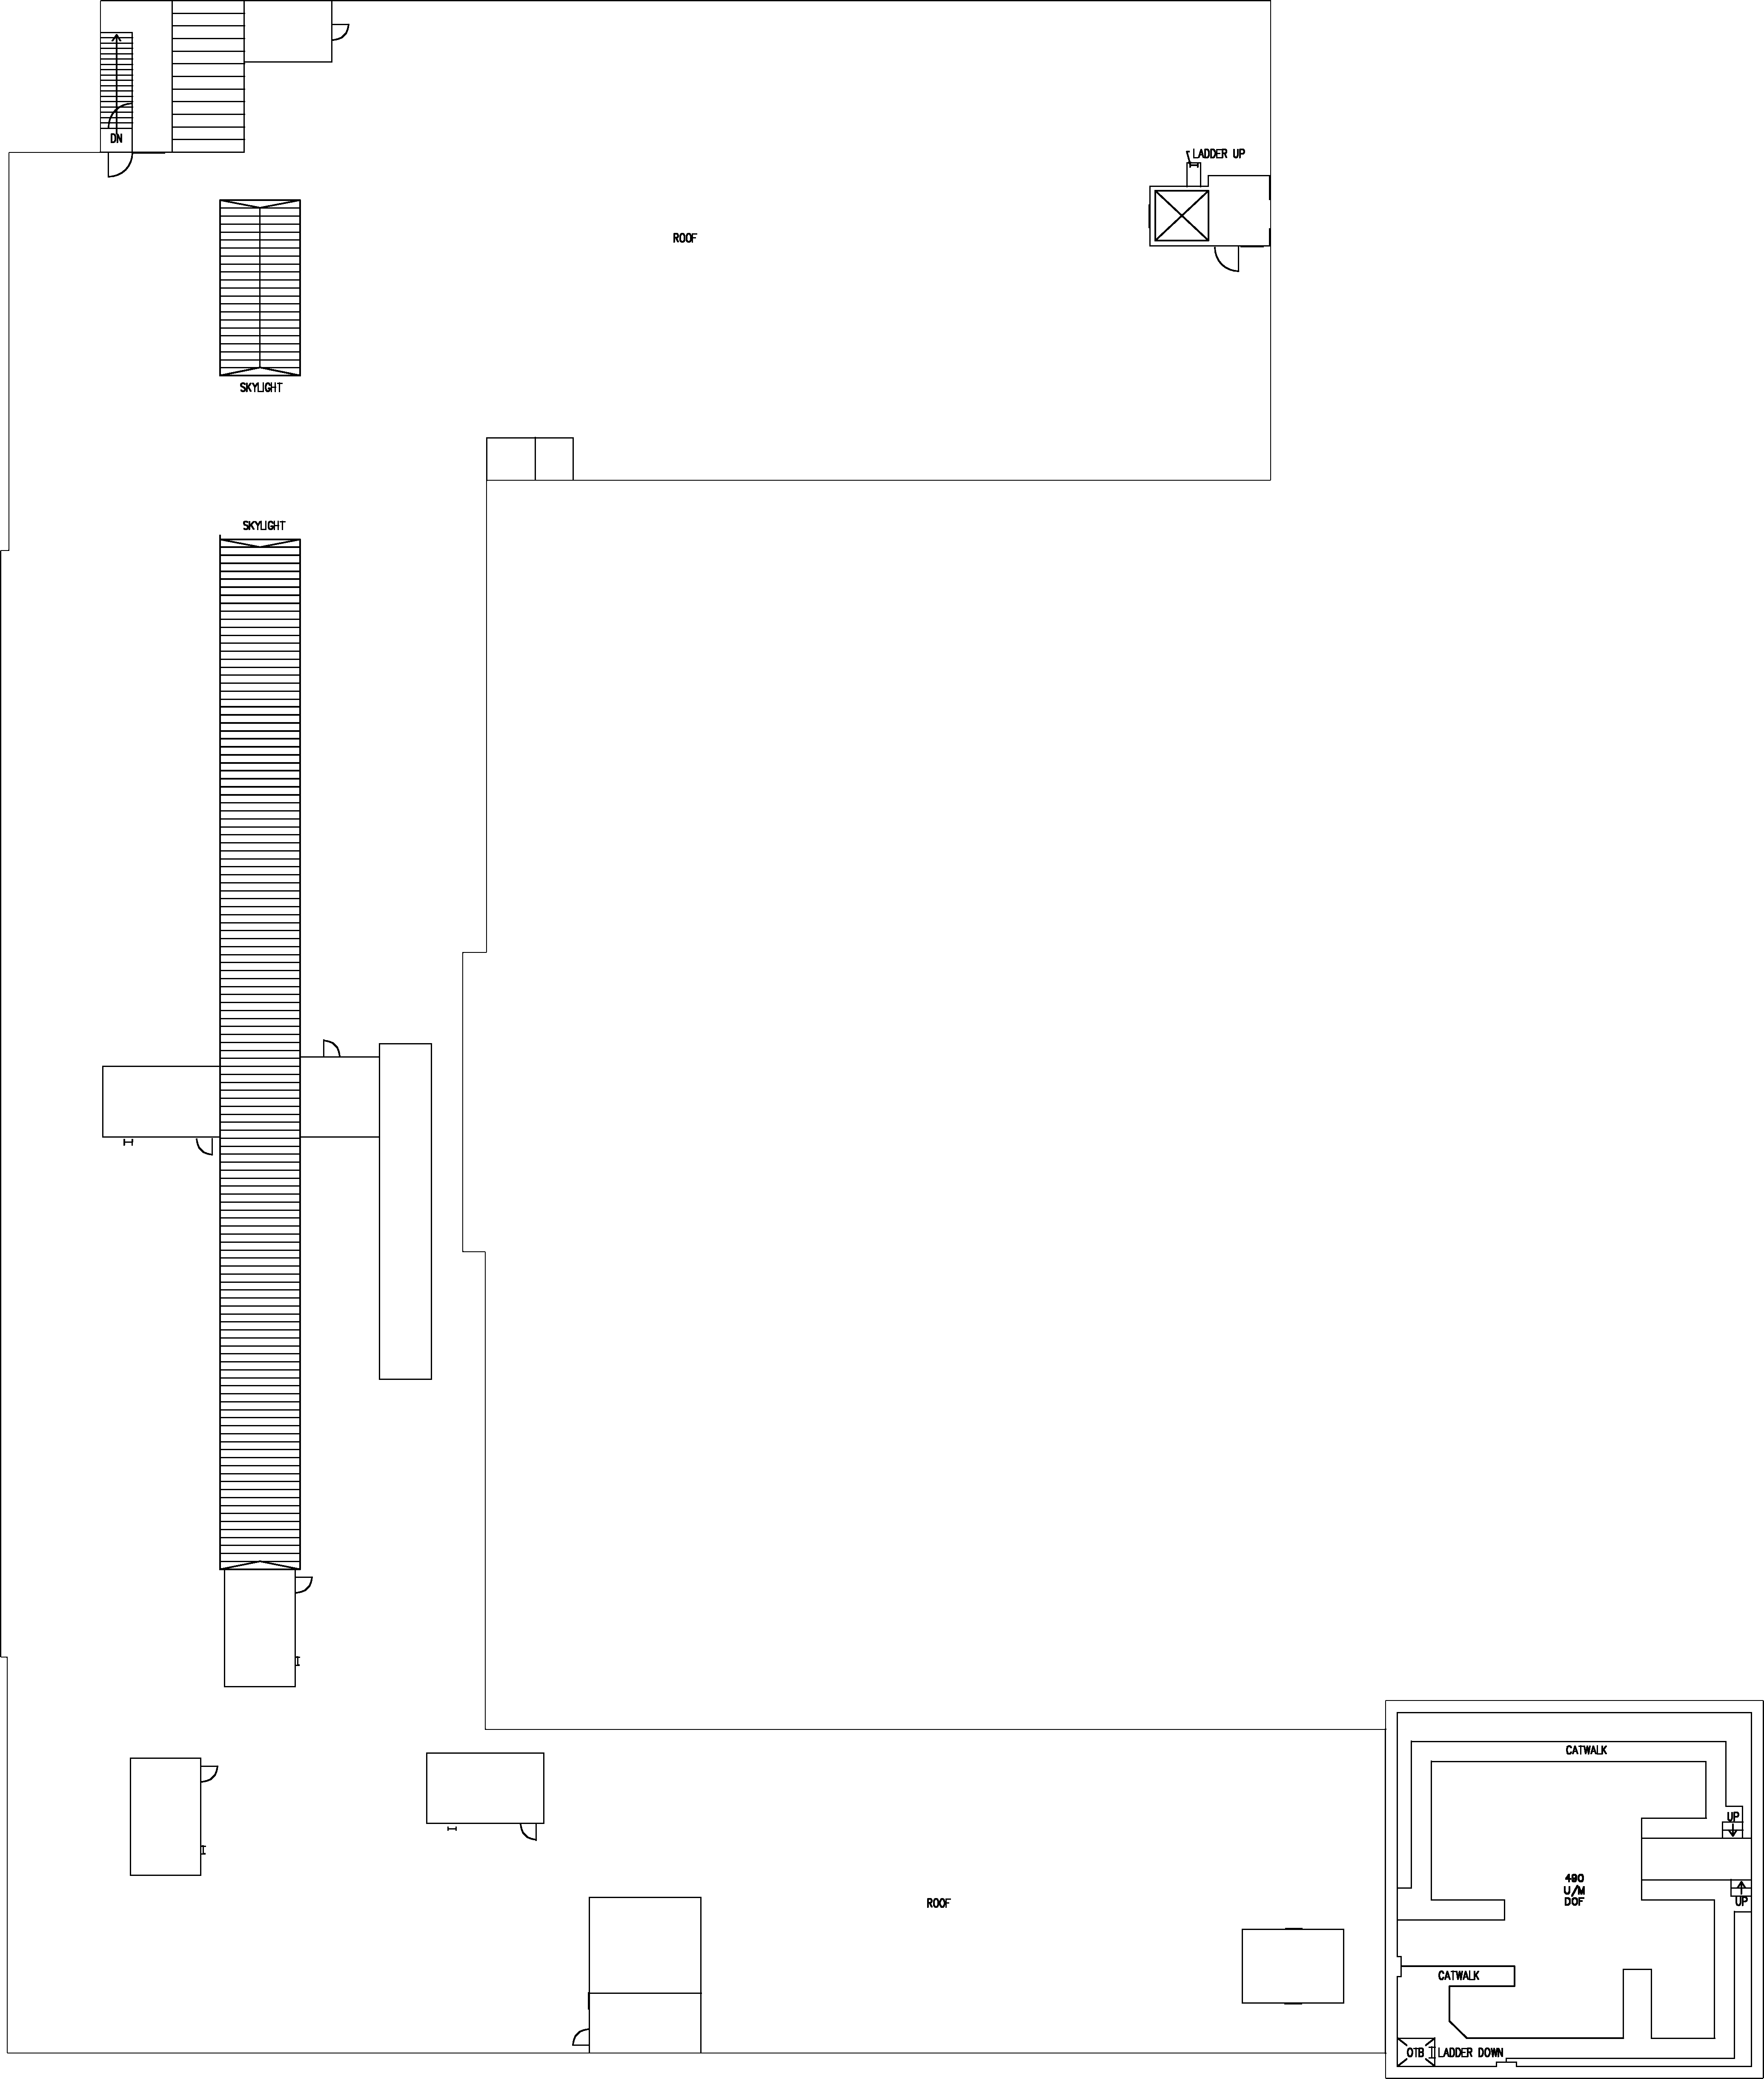 DN
LADDER UP
ROOF
SKYLIGHT
SKYLIGHT
CATWALK
UP
490
U/M
DOF
UP
ROOF
CATWALK
OTB
LADDER DOWN